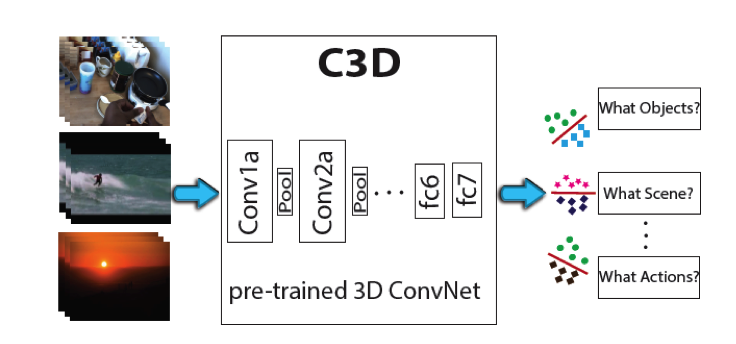 C3D
Conv1a
Pool
Conv2a
Pool
...
fc6
fc7
pre-trained 3D ConvNet
What Objects?
What Scene?
What Actions?